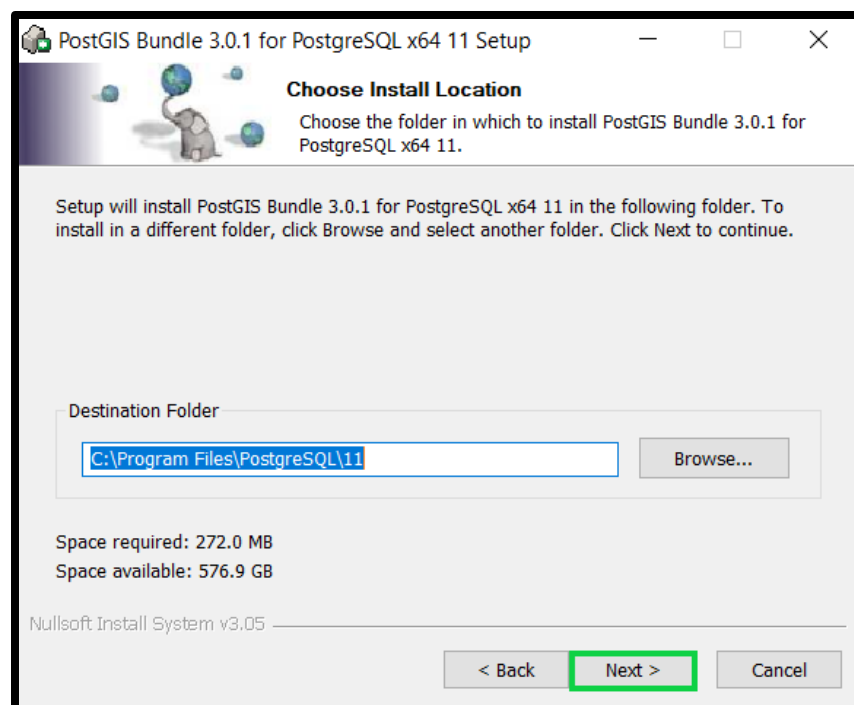 PostGIS Bundle 3.0.1 for PostgreSQL x64 11 Setup
Choose Install Location
Choose the folder in which to install PostGIS Bundle 3.0.1 for
PostgreSQL x64 11.
Setup will install PostGIS Bundle 3.0.1 for PostgreSQL x64 11 in the following folder. To
install in a different folder, click Browse and select another folder. Click Next to continue.
Destination Folder
C:\Program Files\PostgreSQL\11
Browse...
Space required: 272.0 MB
Space available: 576.9 GB
Nullsoft Install System v3.05
< Back
Next >
Cancel